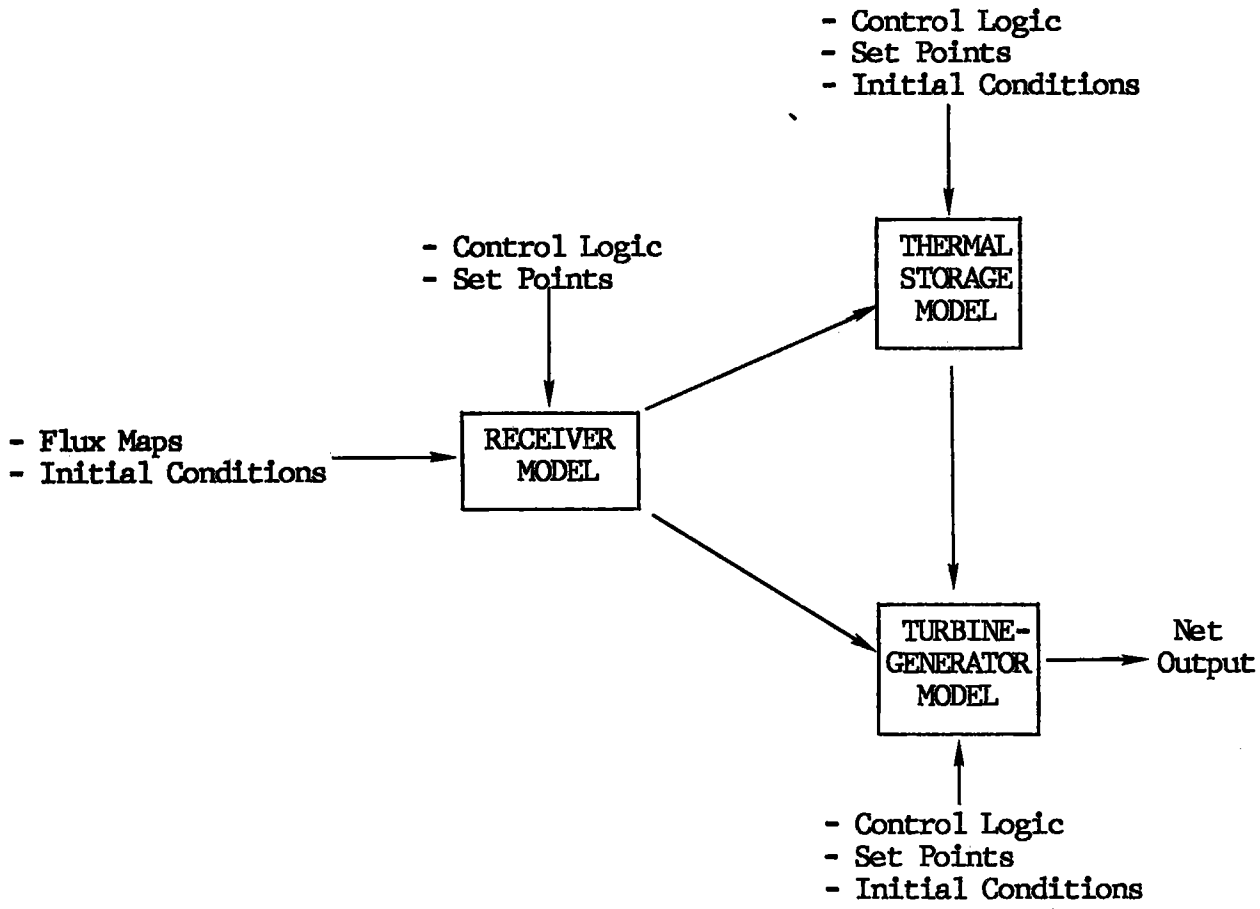 - Control Logic
- Set Points
- Initial Conditions
THERMAL
STORAGE
MODEL
- Control Logic
- Set Points
- Flux Maps
- Initial Conditions
RECEIVER
MODEL
TURBINE-
GENERATOR
MODEL
Net
Output
- Control Logic
- Set Points
- Initial Conditions